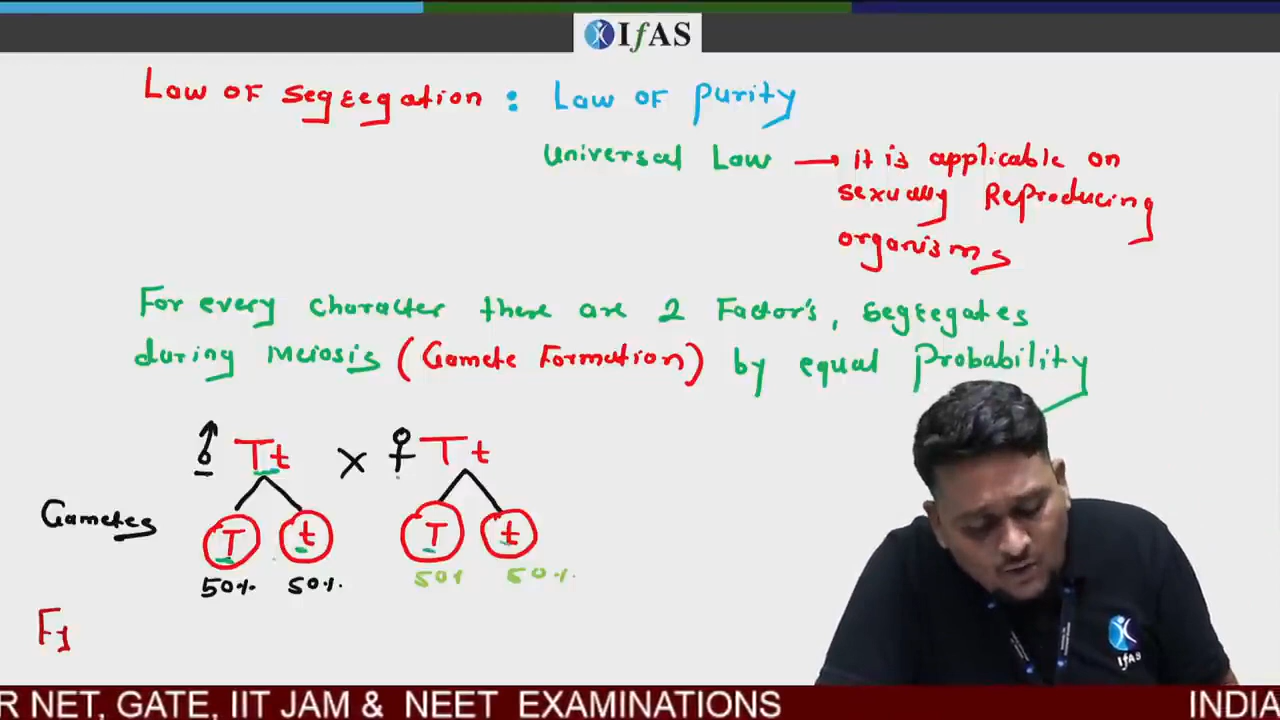 IfAS
Law of segregation : Law of purity
Universal Law → it is applicable on
sexually Reproducing
organisms
For every character there are 2 Factor's, segregates
during Meiosis (Gamete Formation) by equal Probability
♂ Tt × ♀ Tt
Gametes T t T t
50% 50% 50% 50%.
F1
IfAS
R NET, GATE, IIT JAM & NEET EXAMINATIONS INDIA